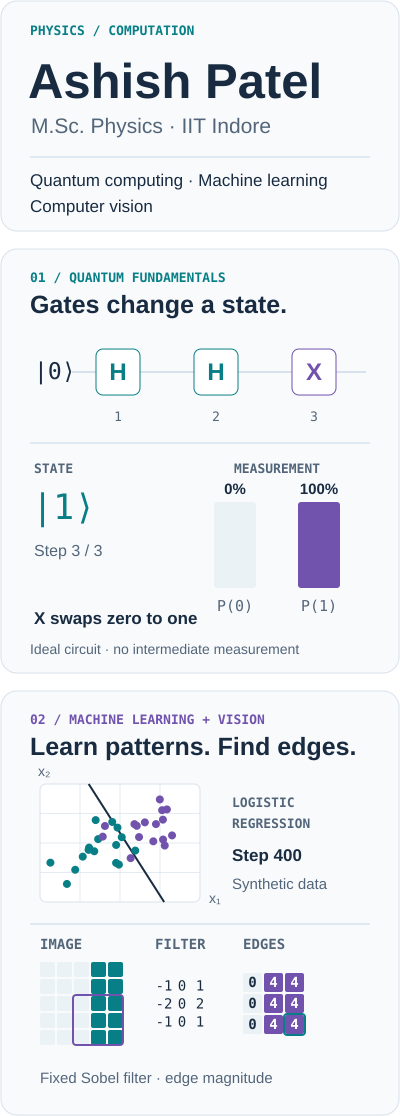 PHYSICS / COMPUTATION
Ashish Patel
M.Sc. Physics · IIT Indore
Quantum computing · Machine learning
Computer vision
01 / QUANTUM FUNDAMENTALS
Gates change a state.
|0⟩ H H X
1 2 3
STATE MEASUREMENT
0% 100%
|1⟩
Step 3 / 3
P(0) P(1)
X swaps zero to one
Ideal circuit · no intermediate measurement
02 / MACHINE LEARNING + VISION
Learn patterns. Find edges.
x₂
LOGISTIC
REGRESSION
Step 400
Synthetic data
x₁
IMAGE FILTER EDGES
-1 0 1
-2 0 2
-1 0 1
0 4 4
0 4 4
0 4 4
Fixed Sobel filter · edge magnitude